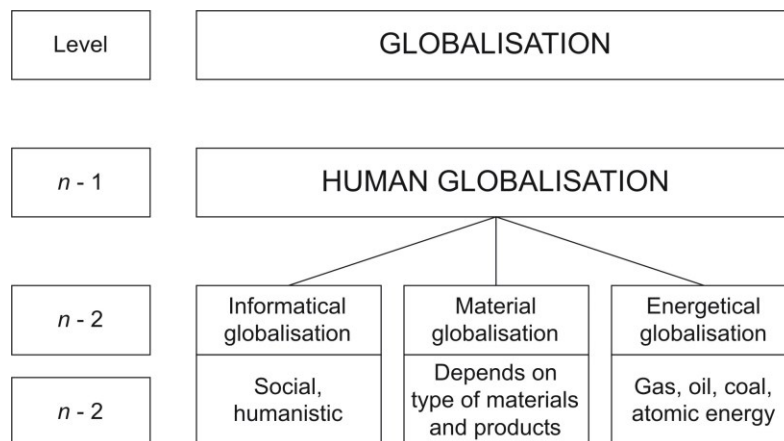 Level
GLOBALISATION
n - 1
HUMAN GLOBALISATION
n - 2
Informatical
globalisation
Material
globalisation
Energetical
globalisation
n - 2
Social,
humanistic
Depends on
type of materials
and products
Gas, oil, coal,
atomic energy